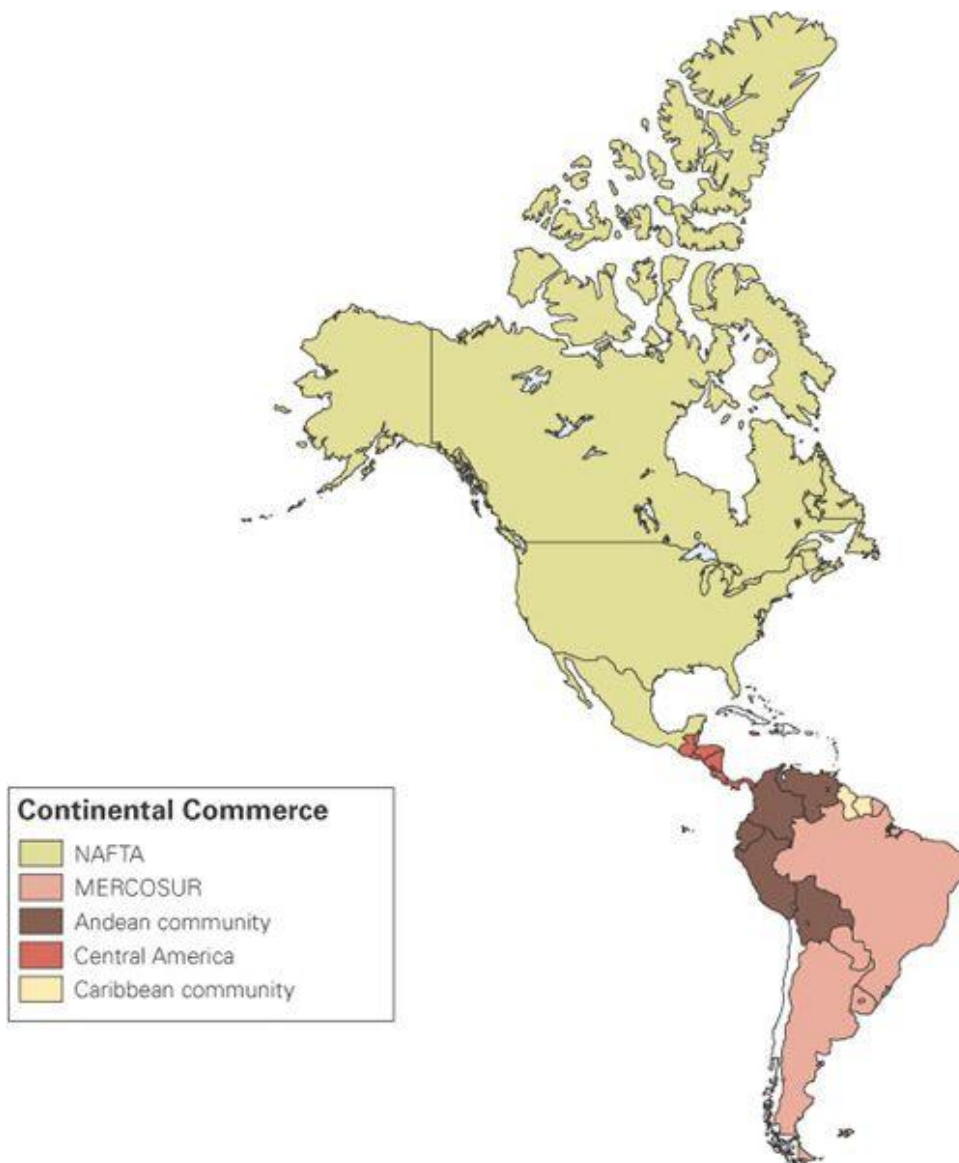 Continental Commerce
NAFTA
MERCOSUR
Andean community
Central America
Caribbean community